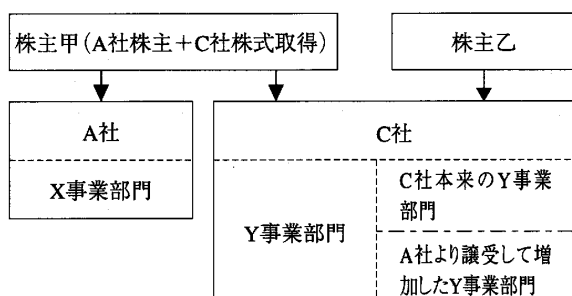 株主甲(A社株主+C社株式取得)
株主乙
A社
X事業部門
C社
Y事業部門
C社本来のY事業
部門
A社より譲受して増
加したY事業部門